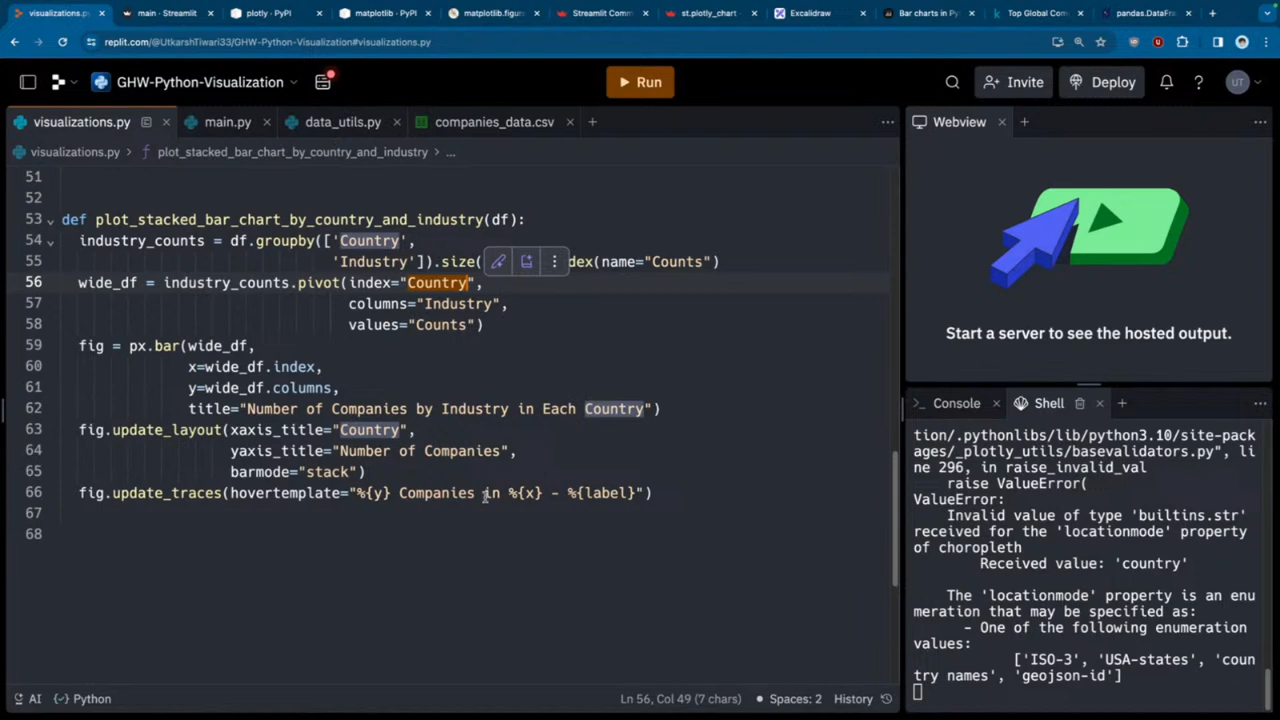 visualizations.py
main - Streamlit
plotly · PyPI
matplotlib · PyPI
matplotlib.figur
Streamlit Comm
st.plotly_chart -
Excalidraw
Bar charts in Py
Top Global Com
pandas.DataFra
replit.com/@UtkarshTiwari33/GHW-Python-Visualization#visualizations.py
GHW-Python-Visualization
Run
Invite
Deploy
UT
visualizations.py
main.py
data_utils.py
companies_data.csv
Webview
visualizations.py > plot_stacked_bar_chart_by_country_and_industry > ...
51
52
53 def plot_stacked_bar_chart_by_country_and_industry(df):
54 industry_counts = df.groupby(['Country',
55 'Industry']).size( dex(name="Counts")
56 wide_df = industry_counts.pivot(index="Country",
57 columns="Industry",
58 values="Counts")
59 fig = px.bar(wide_df,
60 x=wide_df.index,
61 y=wide_df.columns,
62 title="Number of Companies by Industry in Each Country")
63 fig.update_layout(xaxis_title="Country",
64 yaxis_title="Number of Companies",
65 barmode="stack")
66 fig.update_traces(hovertemplate="%{y} Companies in %{x} - %{label}")
67
68
Start a server to see the hosted output.
Console
Shell
tion/.pythonlibs/lib/python3.10/site-pack
ages/_plotly_utils/basevalidators.py", li
ne 296, in raise_invalid_val
raise ValueError(
ValueError:
Invalid value of type 'builtins.str'
received for the 'locationmode' property
of choropleth
Received value: 'country'
The 'locationmode' property is an enu
meration that may be specified as:
- One of the following enumeration
values:
['ISO-3', 'USA-states', 'coun
try names', 'geojson-id']
AI
Python
Ln 56, Col 49 (7 chars)
Spaces: 2
History